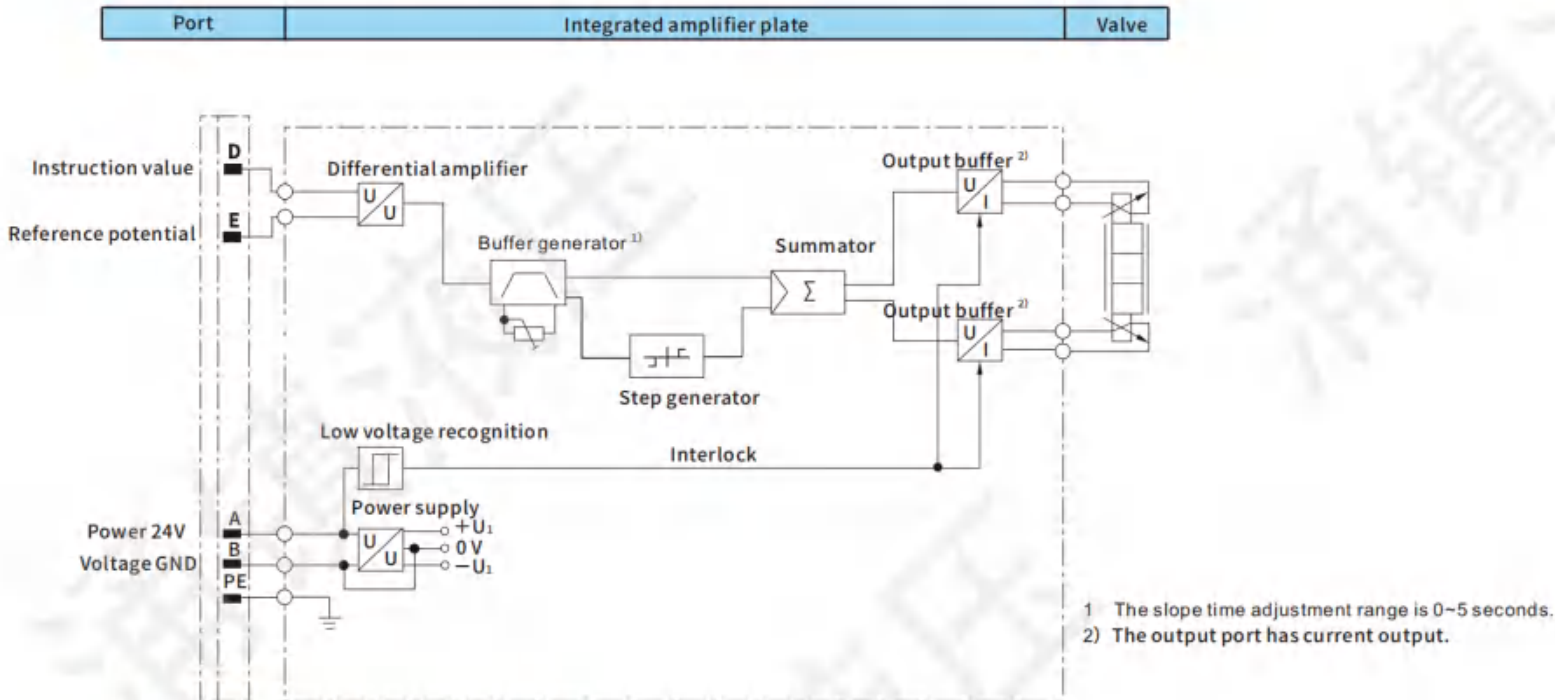 Port Integrated amplifier plate Valve
Instruction value
D
Differential amplifier
Output buffer 2)
U
U
U
I
Reference potential
E
Buffer generator 1)
Summator
Σ
Output buffer 2)
U
I
Step generator
Low voltage recognition
Interlock
Power supply
Power 24V
A
+U1
U
U
0 V
Voltage GND
B
−U1
PE
1 The slope time adjustment range is 0~5 seconds.
2) The output port has current output.